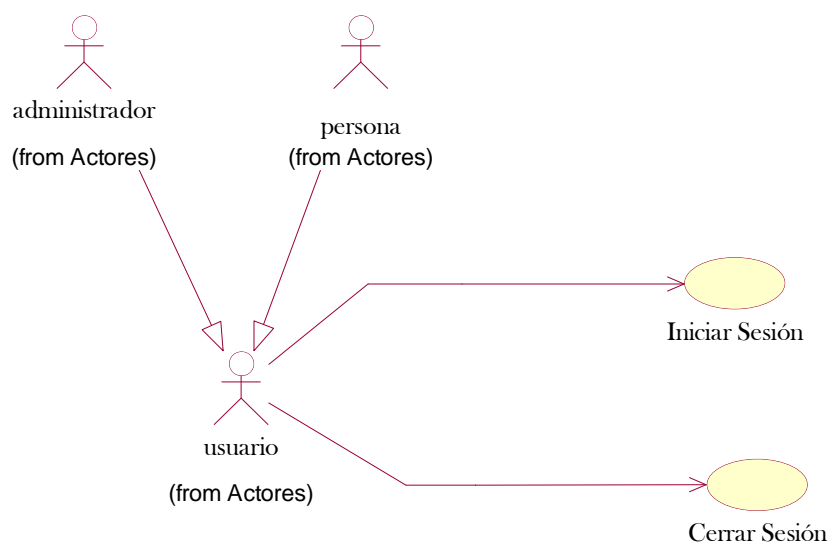 administrador
(from Actores)
persona
(from Actores)
Iniciar Sesión
usuario
(from Actores)
Cerrar Sesión